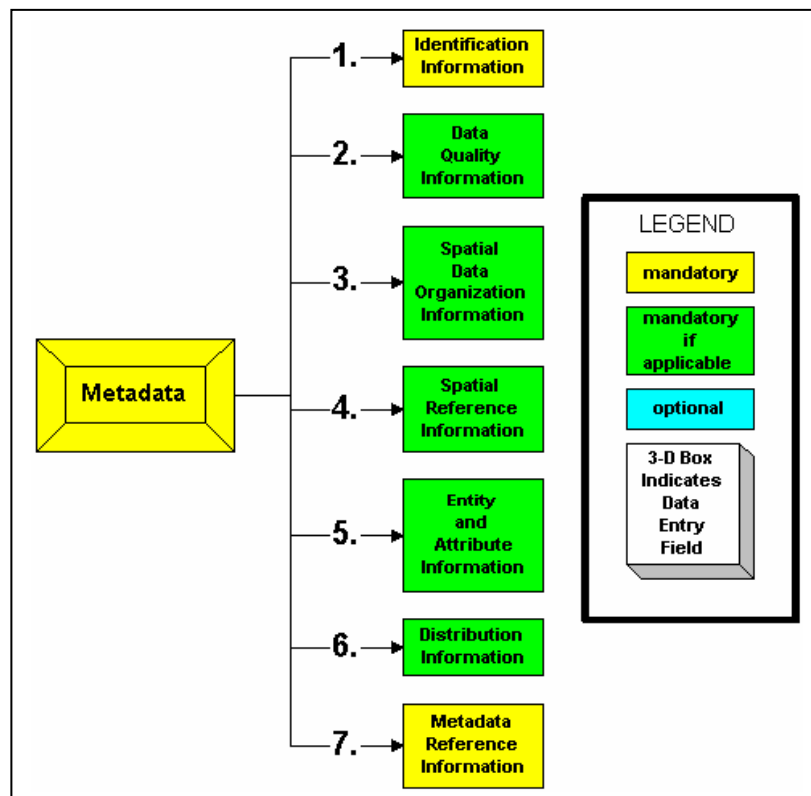 Metadata
1.
Identification
Information
2.
Data
Quality
Information
3.
Spatial
Data
Organization
Information
4.
Spatial
Reference
Information
5.
Entity
and
Attribute
Information
6.
Distribution
Information
7.
Metadata
Reference
Information
LEGEND
mandatory
mandatory
if
applicable
optional
3-D Box
Indicates
Data
Entry
Field